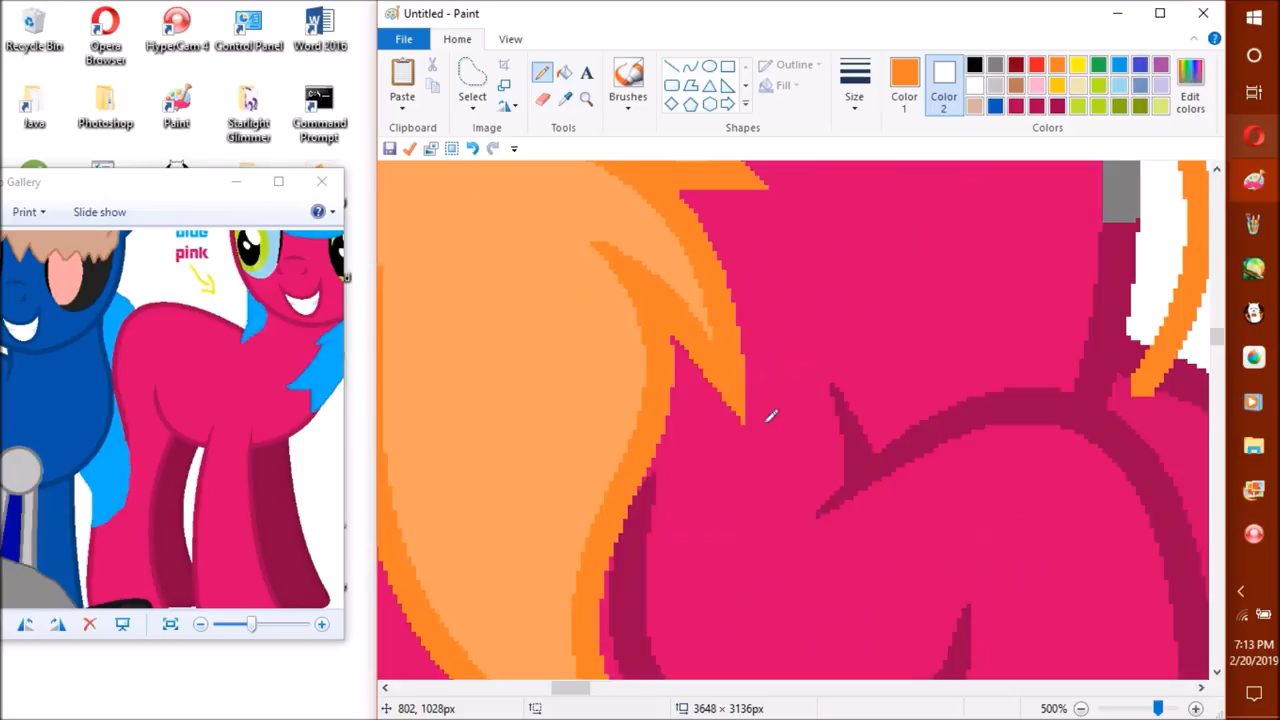 Recycle Bin
Opera Browser
HyperCam 4
Control Panel
Word 2016
Java
Photoshop
Paint
Starlight Glimmer
Command Prompt
Gallery
Print
Slide show
blue
pink
Untitled - Paint
File
Home
View
Paste
Select
Brushes
Outline
Fill
Size
Color 1
Color 2
Edit colors
Clipboard
Image
Tools
Shapes
Colors
802, 1028px
3648 × 3136px
500%
7:13 PM
2/20/2019